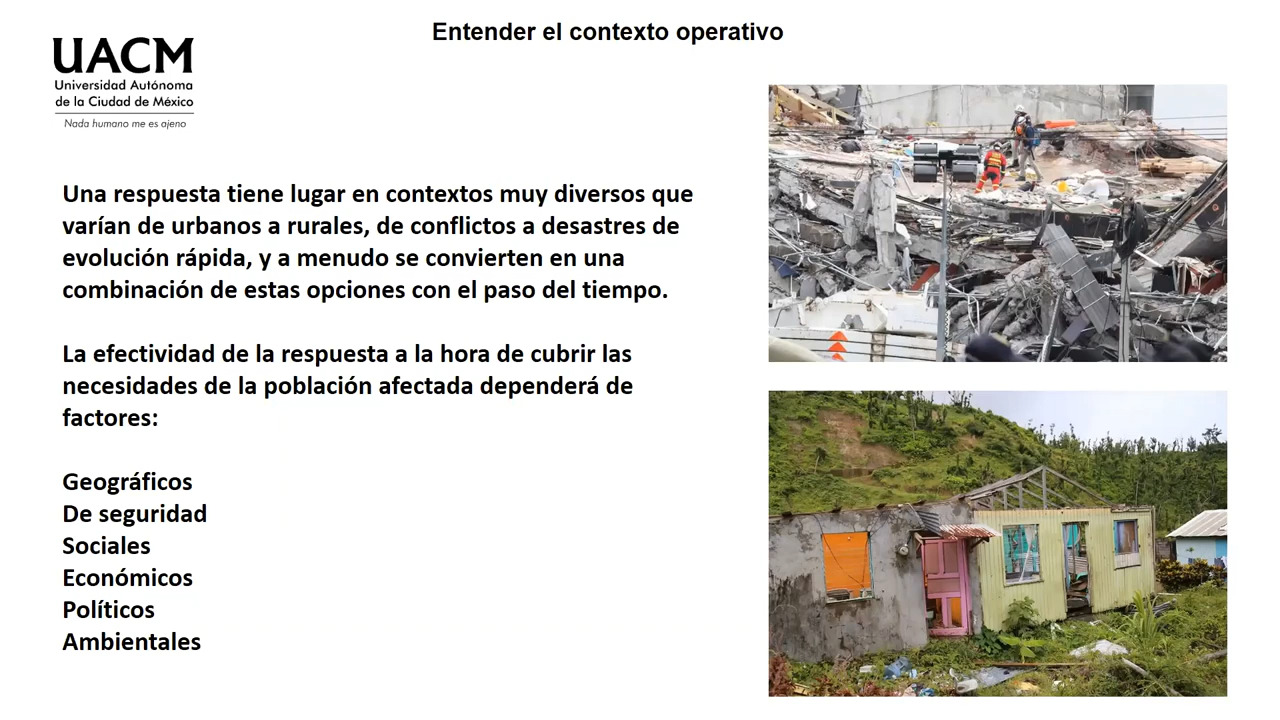 Entender el contexto operativo
UACM
Universidad Autónoma
de la Ciudad de México
Nada humano me es ajeno
Una respuesta tiene lugar en contextos muy diversos que
varían de urbanos a rurales, de conflictos a desastres de
evolución rápida, y a menudo se convierten en una
combinación de estas opciones con el paso del tiempo.
La efectividad de la respuesta a la hora de cubrir las
necesidades de la población afectada dependerá de
factores:
Geográficos
De seguridad
Sociales
Económicos
Políticos
Ambientales